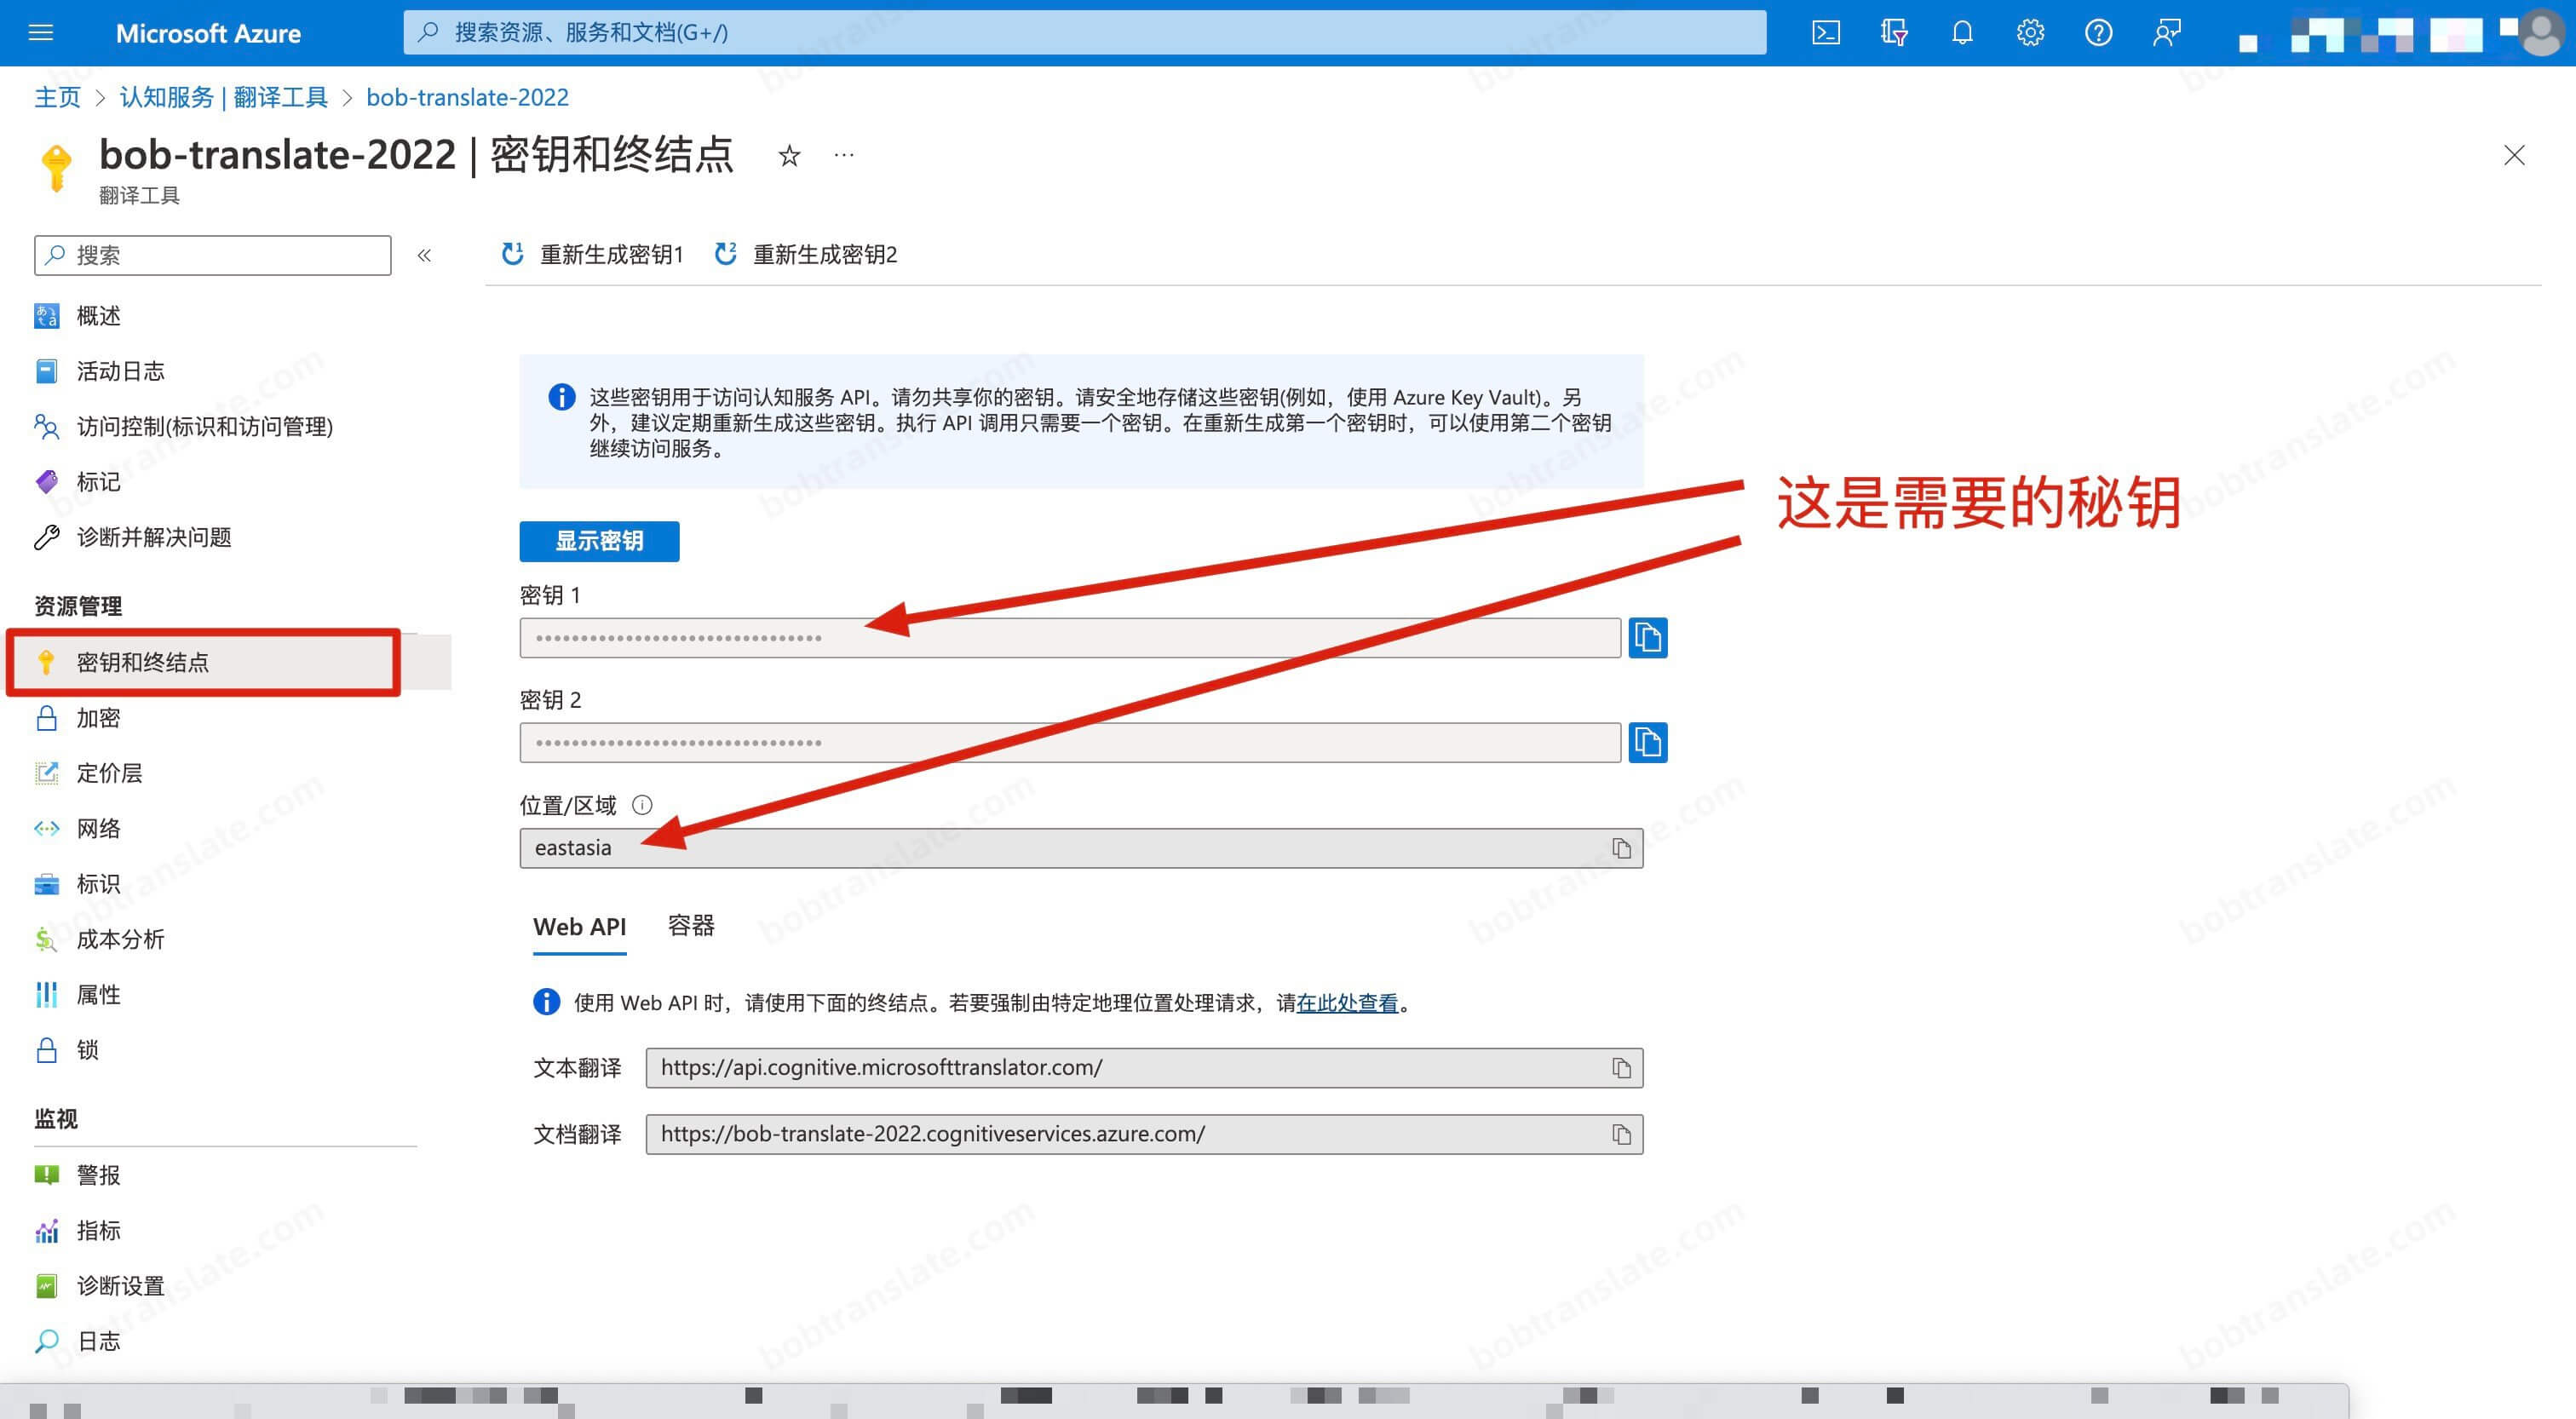 Microsoft Azure
搜索资源、服务和文档(G+/)
主页 > 认知服务 | 翻译工具 > bob-translate-2022
bob-translate-2022 | 密钥和终结点
翻译工具
搜索
重新生成密钥1
重新生成密钥2
概述
活动日志
访问控制(标识和访问管理)
标记
诊断并解决问题
资源管理
密钥和终结点
加密
定价层
网络
标识
成本分析
属性
锁
监视
警报
指标
诊断设置
日志
这些密钥用于访问认知服务 API。请勿共享你的密钥。请安全地存储这些密钥(例如，使用 Azure Key Vault)。另
外，建议定期重新生成这些密钥。执行 API 调用只需要一个密钥。在重新生成第一个密钥时，可以使用第二个密钥
继续访问服务。
这是需要的秘钥
显示密钥
密钥 1
密钥 2
位置/区域
eastasia
Web API
容器
使用 Web API 时，请使用下面的终结点。若要强制由特定地理位置处理请求，请在此处查看。
文本翻译
https://api.cognitive.microsofttranslator.com/
文档翻译
https://bob-translate-2022.cognitiveservices.azure.com/
bobtranslate.com